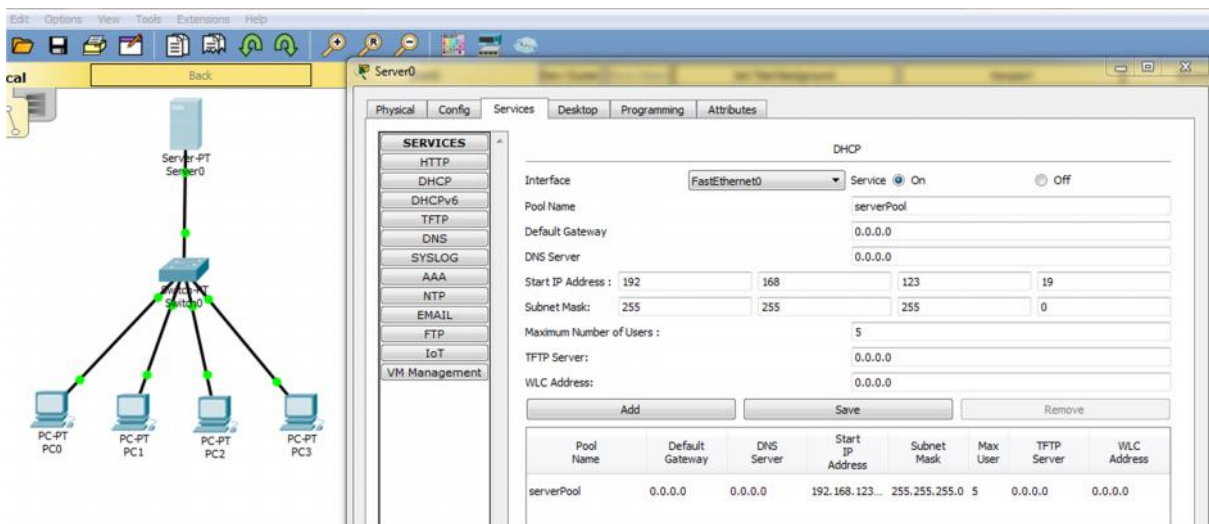 Edit Options View Tools Extensions Help
cal
Back
Server-PT
Server0
Switch-PT
Switch0
PC-PT
PC0
PC-PT
PC1
PC-PT
PC2
PC-PT
PC3
Server0
Physical Config Services Desktop Programming Attributes
SERVICES
HTTP
DHCP
DHCPv6
TFTP
DNS
SYSLOG
AAA
NTP
EMAIL
FTP
IoT
VM Management
DHCP
Interface FastEthernet0 Service On Off
Pool Name serverPool
Default Gateway 0.0.0.0
DNS Server 0.0.0.0
Start IP Address : 192 168 123 19
Subnet Mask: 255 255 255 0
Maximum Number of Users : 5
TFTP Server: 0.0.0.0
WLC Address: 0.0.0.0
Add Save Remove
Pool Name Default Gateway DNS Server Start IP Address Subnet Mask Max User TFTP Server WLC Address
serverPool 0.0.0.0 0.0.0.0 192.168.123... 255.255.255.0 5 0.0.0.0 0.0.0.0